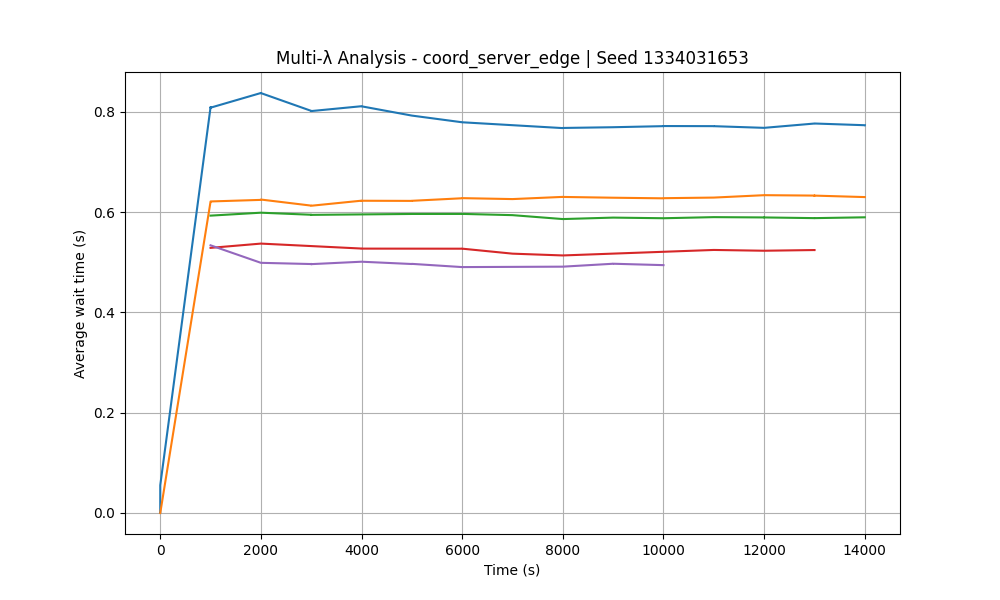 Multi-λ Analysis - coord_server_edge | Seed 1334031653
Average wait time (s)
0.8
0.6
0.4
0.2
0.0
0 2000 4000 6000 8000 10000 12000 14000
Time (s)